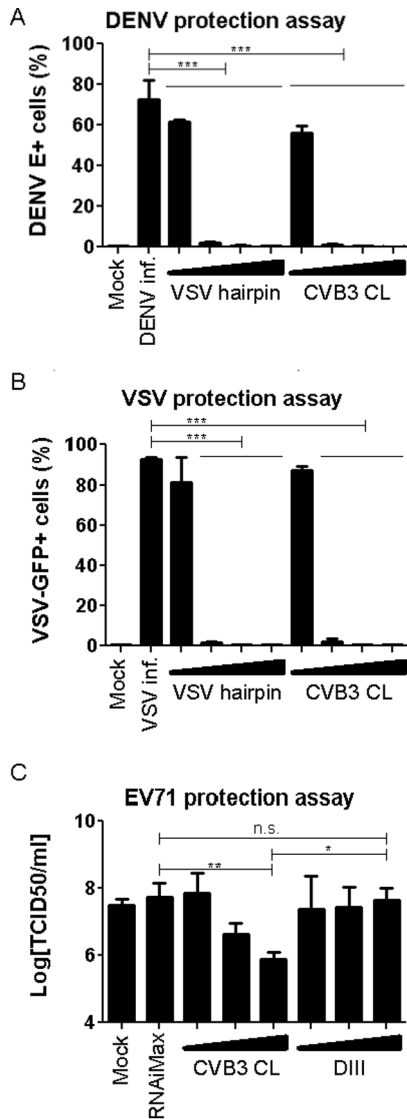 A
DENV protection assay
***
***
DENV E+ cells (%)
100
80
60
40
20
0
Mock
DENV inf.
VSV hairpin
CVB3 CL
B
VSV protection assay
***
***
VSV-GFP+ cells (%)
100
80
60
40
20
0
Mock
VSV inf.
VSV hairpin
CVB3 CL
C
EV71 protection assay
n.s.
**
*
Log[TCID50/ml]
10
8
6
4
Mock
RNAiMax
CVB3 CL
DIII